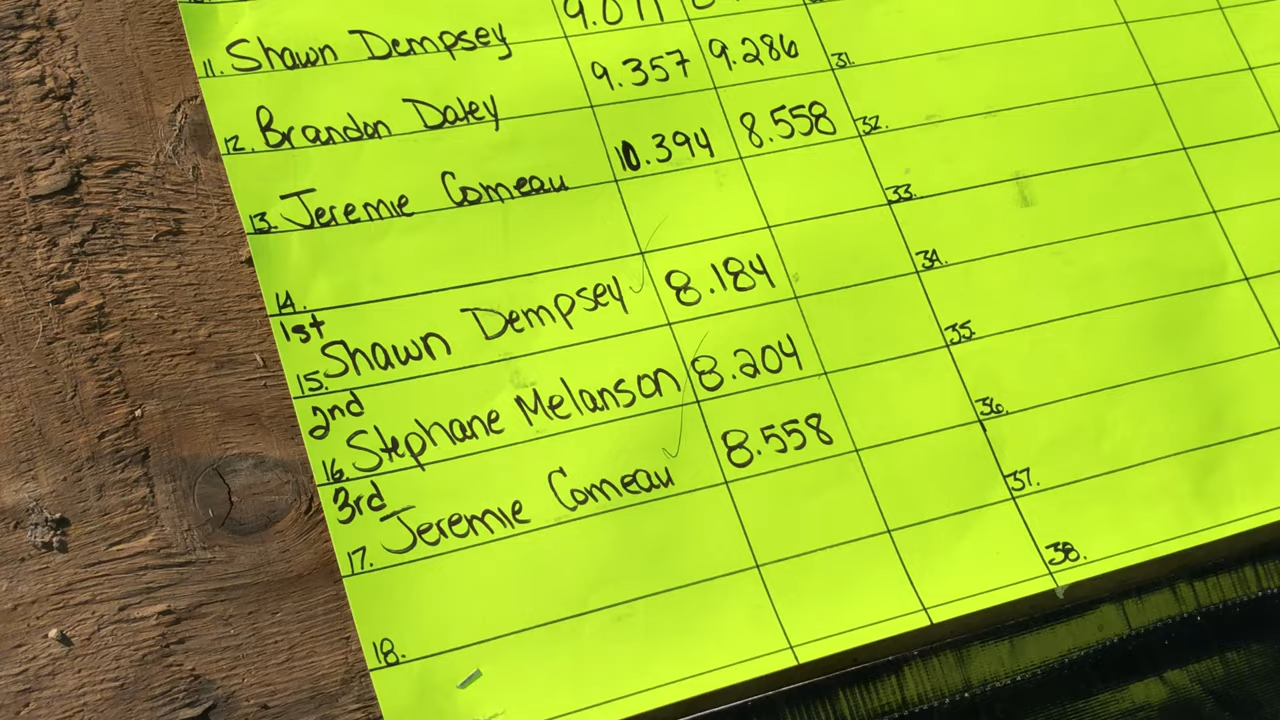 11. Shawn Dempsey 9.071
12. Brandon Daley 9.357 9.286
13. Jeremie Comeau 10.394 8.558
14.
1st
15. Shawn Dempsey 8.184
2nd
16. Stephane Melanson 8.204
3rd
17. Jeremie Comeau 8.558
18.
31.
32.
33.
34.
35.
36.
37.
38.